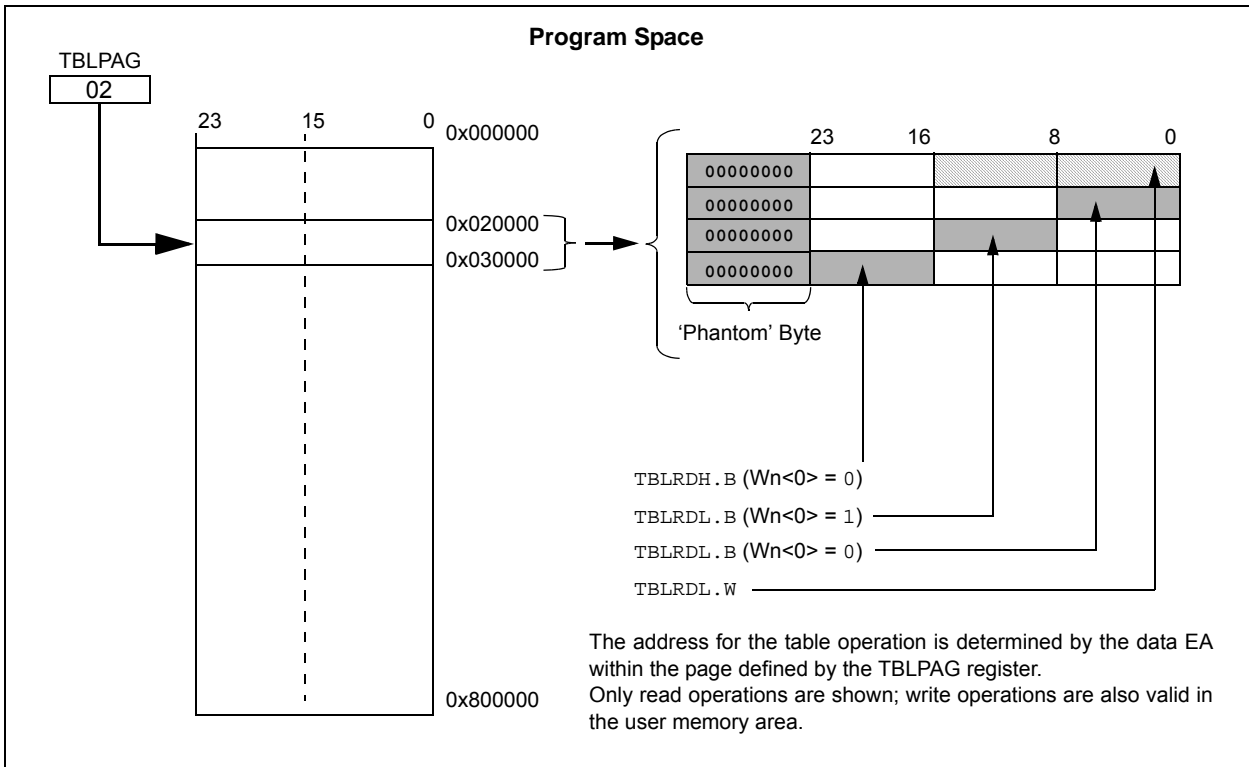 Program Space
TBLPAG
02
23 15 0
0x000000
0x020000
0x030000
0x800000
23 16 8 0
00000000
00000000
00000000
00000000
‘Phantom’ Byte
TBLRDH.B (Wn<0> = 0)
TBLRDL.B (Wn<0> = 1)
TBLRDL.B (Wn<0> = 0)
TBLRDL.W
The address for the table operation is determined by the data EA
within the page defined by the TBLPAG register.
Only read operations are shown; write operations are also valid in
the user memory area.